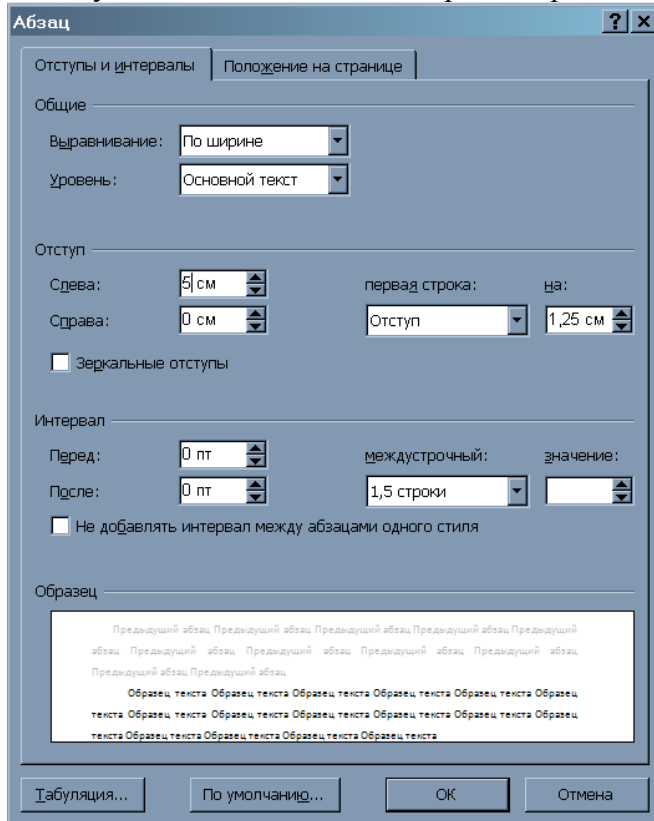 Абзац
Отступы и интервалы Положение на странице
Общие
Выравнивание: По ширине
Уровень: Основной текст
Отступ
Слева: 5 см первая строка: на:
Справа: 0 см Отступ 1,25 см
Зеркальные отступы
Интервал
Перед: 0 пт междустрочный: значение:
После: 0 пт 1,5 строки
Не добавлять интервал между абзацами одного стиля
Образец
Предыдущий абзац Предыдущий абзац Предыдущий абзац Предыдущий абзац Предыдущий
абзац Предыдущий абзац Предыдущий абзац Предыдущий абзац Предыдущий абзац
Предыдущий абзац Предыдущий абзац
Образец текста Образец текста Образец текста Образец текста Образец текста Образец
текста Образец текста Образец текста Образец текста Образец текста Образец текста Образец
текста Образец текста Образец текста Образец текста Образец текста
Табуляция... По умолчанию... ОК Отмена